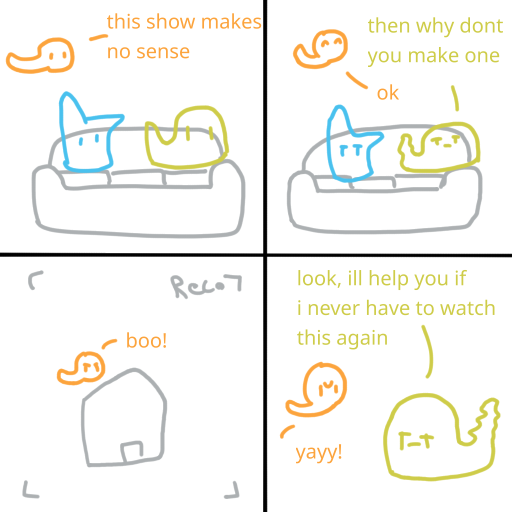 this show makes
no sense
then why dont
you make one
ok
Reco
boo!
look, ill help you if
i never have to watch
this again
yayy!